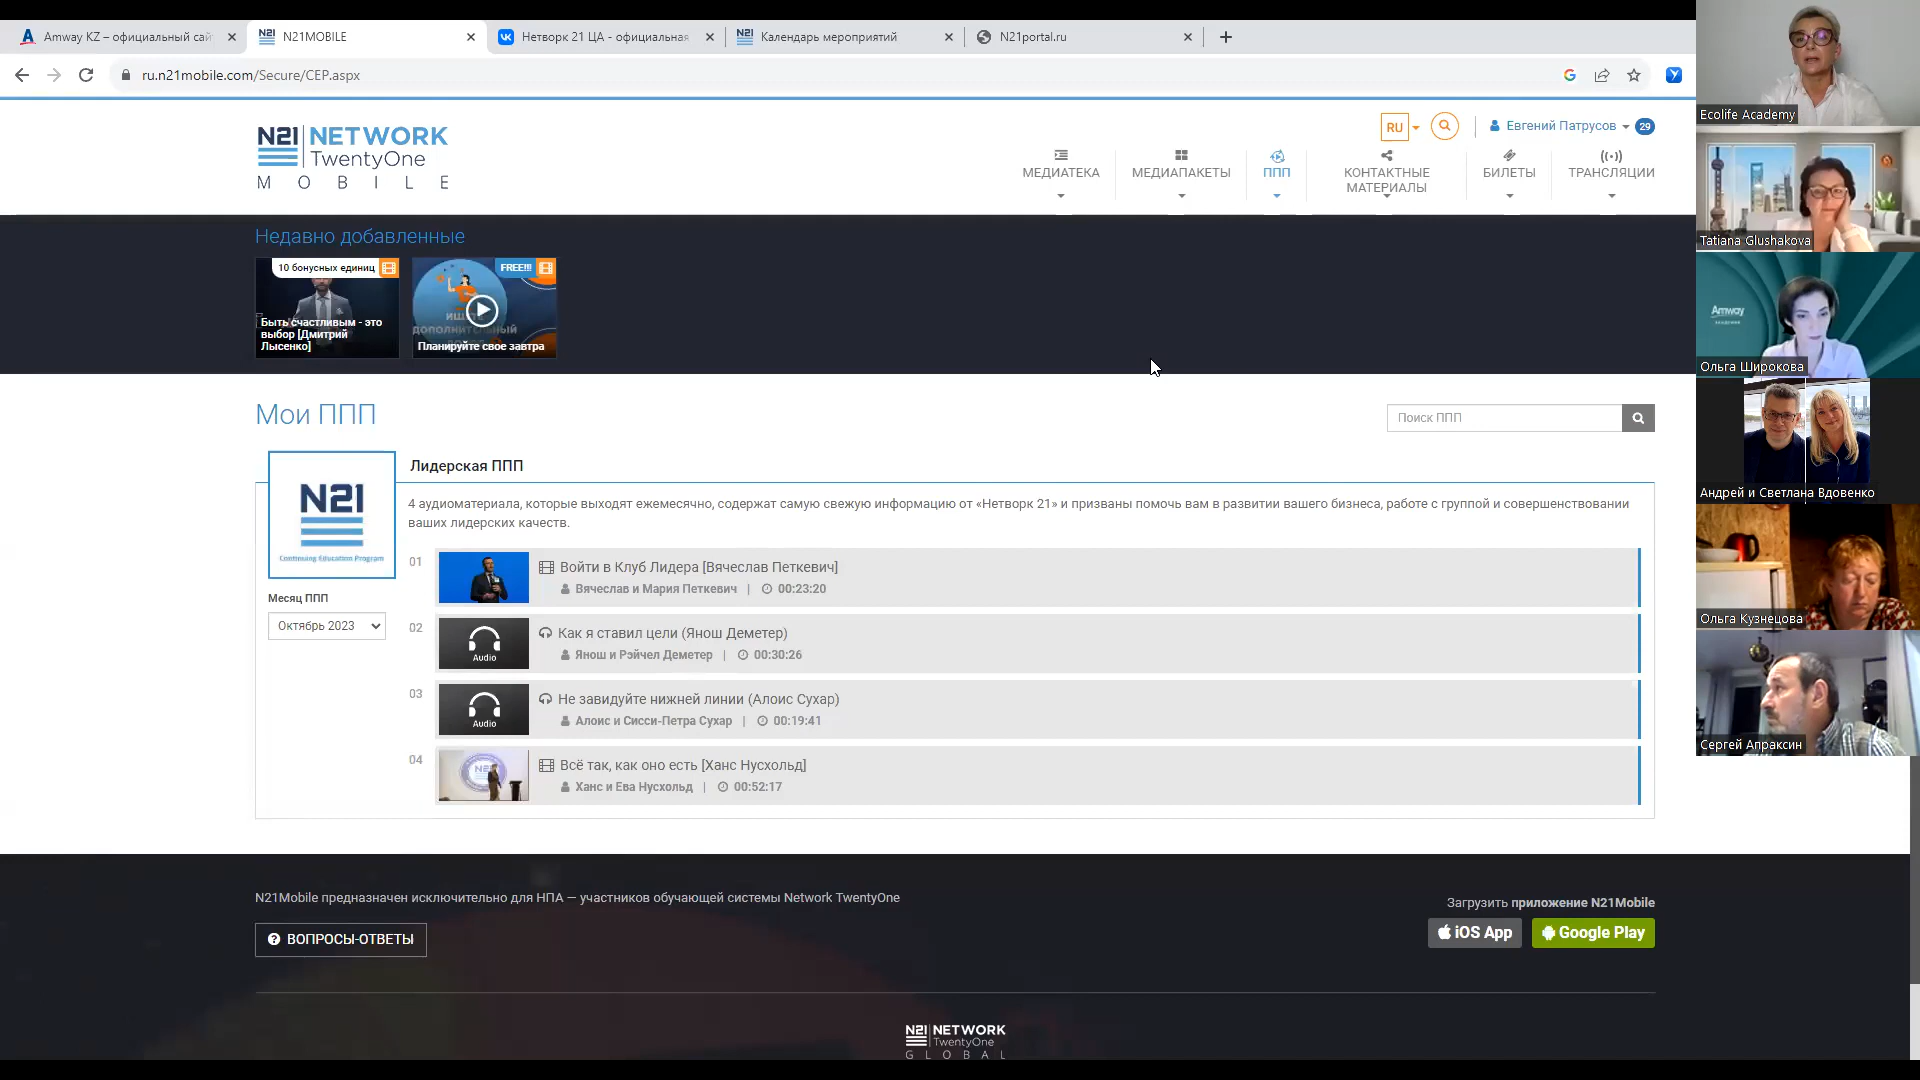 Amway KZ – официальный сай
N21MOBILE
Нетворк 21 ЦА - официальная
Календарь мероприятий
N21portal.ru
ru.n21mobile.com/Secure/CEP.aspx
N21 NETWORK
TwentyOne
MOBILE
RU
Евгений Патрусов
29
МЕДИАТЕКА
МЕДИАПАКЕТЫ
ППП
КОНТАКТНЫЕ
МАТЕРИАЛЫ
БИЛЕТЫ
ТРАНСЛЯЦИИ
Недавно добавленные
10 бонусных единиц
Быть счастливым - это
выбор [Дмитрий
Лысенко]
FREE!!!
ДОПОЛНИТЕЛЬНЫЙ
Планируйте свое завтра
Мои ППП
Поиск ППП
N21
Continuing Education Program
Месяц ППП
Октябрь 2023
Лидерская ППП
4 аудиоматериала, которые выходят ежемесячно, содержат самую свежую информацию от «Нетворк 21» и призваны помочь вам в развитии вашего бизнеса, работе с группой и совершенствовании
ваших лидерских качеств.
01
Войти в Клуб Лидера [Вячеслав Петкевич]
Вячеслав и Мария Петкевич | 00:23:20
02
Audio
Как я ставил цели (Янош Деметер)
Янош и Рэйчел Деметер | 00:30:26
03
Audio
Не завидуйте нижней линии (Алоис Сухар)
Алоис и Сисси-Петра Сухар | 00:19:41
04
Всё так, как оно есть [Ханс Нусхольд]
Ханс и Ева Нусхольд | 00:52:17
N21Mobile предназначен исключительно для НПА — участников обучающей системы Network TwentyOne
ВОПРОСЫ-ОТВЕТЫ
Загрузить приложение N21Mobile
iOS App
Google Play
N21 NETWORK
TwentyOne
GLOBAL
Ecolife Academy
Tatiana Glushakova
Amway
Ольга Широкова
Андрей и Светлана Вдовенко
Ольга Кузнецова
Сергей Апраксин